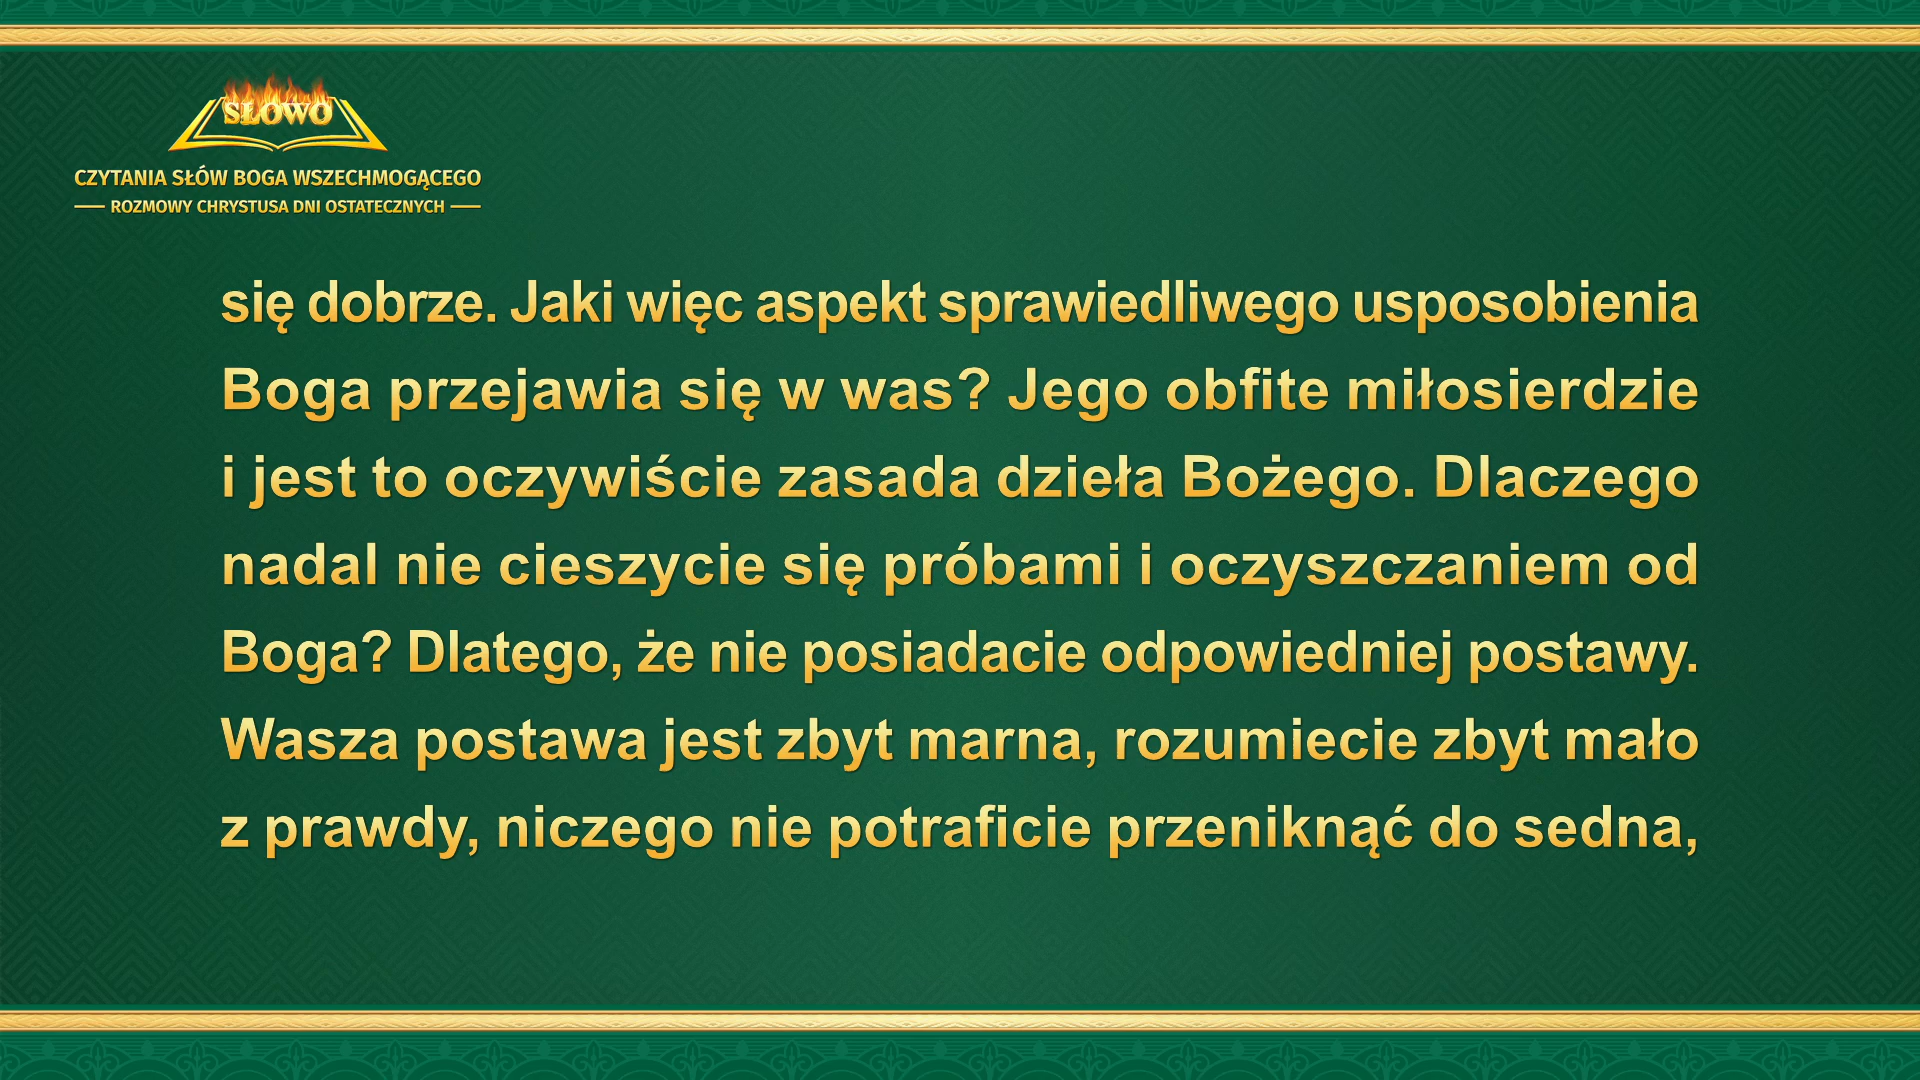 SŁOWO
CZYTANIA SŁÓW BOGA WSZECHMOGĄCEGO
ROZMOWY CHRYSTUSA DNI OSTATECZNYCH
się dobrze. Jaki więc aspekt sprawiedliwego usposobienia
Boga przejawia się w was? Jego obfite miłosierdzie
i jest to oczywiście zasada dzieła Bożego. Dlaczego
nadal nie cieszycie się próbami i oczyszczaniem od
Boga? Dlatego, że nie posiadacie odpowiedniej postawy.
Wasza postawa jest zbyt marna, rozumiecie zbyt mało
z prawdy, niczego nie potraficie przeniknąć do sedna,